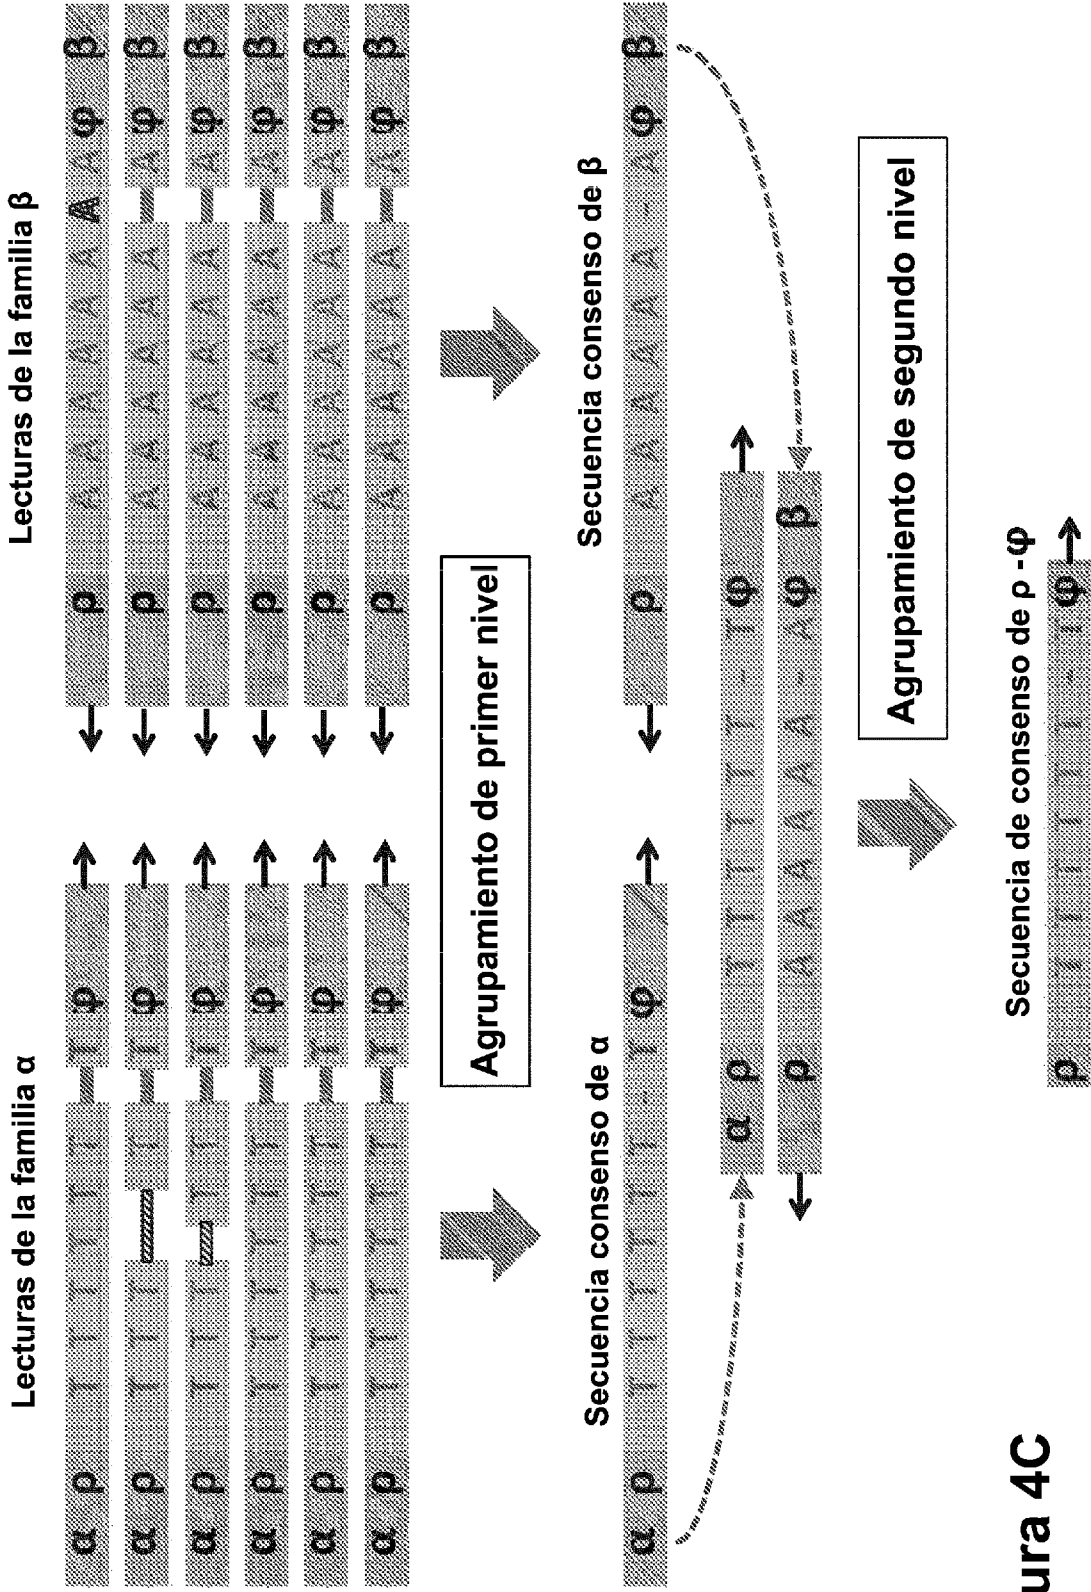 Lecturas de la familia α
Lecturas de la familia β
α ρ T T T T T T T φ
ρ A A A A A A A A φ β
α ρ T T T T T φ
ρ A A A A A A A φ β
α ρ T T T T T T φ
ρ A A A A A A A φ β
α ρ T T T T T T T φ
ρ A A A A A A A φ β
α ρ T T T T T T T φ
ρ A A A A A A A φ β
α ρ T T T T T T T φ
ρ A A A A A A A φ β
Agrupamiento de primer nivel
Secuencia consenso de α
Secuencia consenso de β
α ρ T T T T T T - T φ
ρ A A A A A A - A φ β
α ρ T T T T T T - T φ
ρ A A A A A A - A φ β
Agrupamiento de segundo nivel
Secuencia de consenso de ρ -φ
ρ T T T T T T - T φ
ura 4C